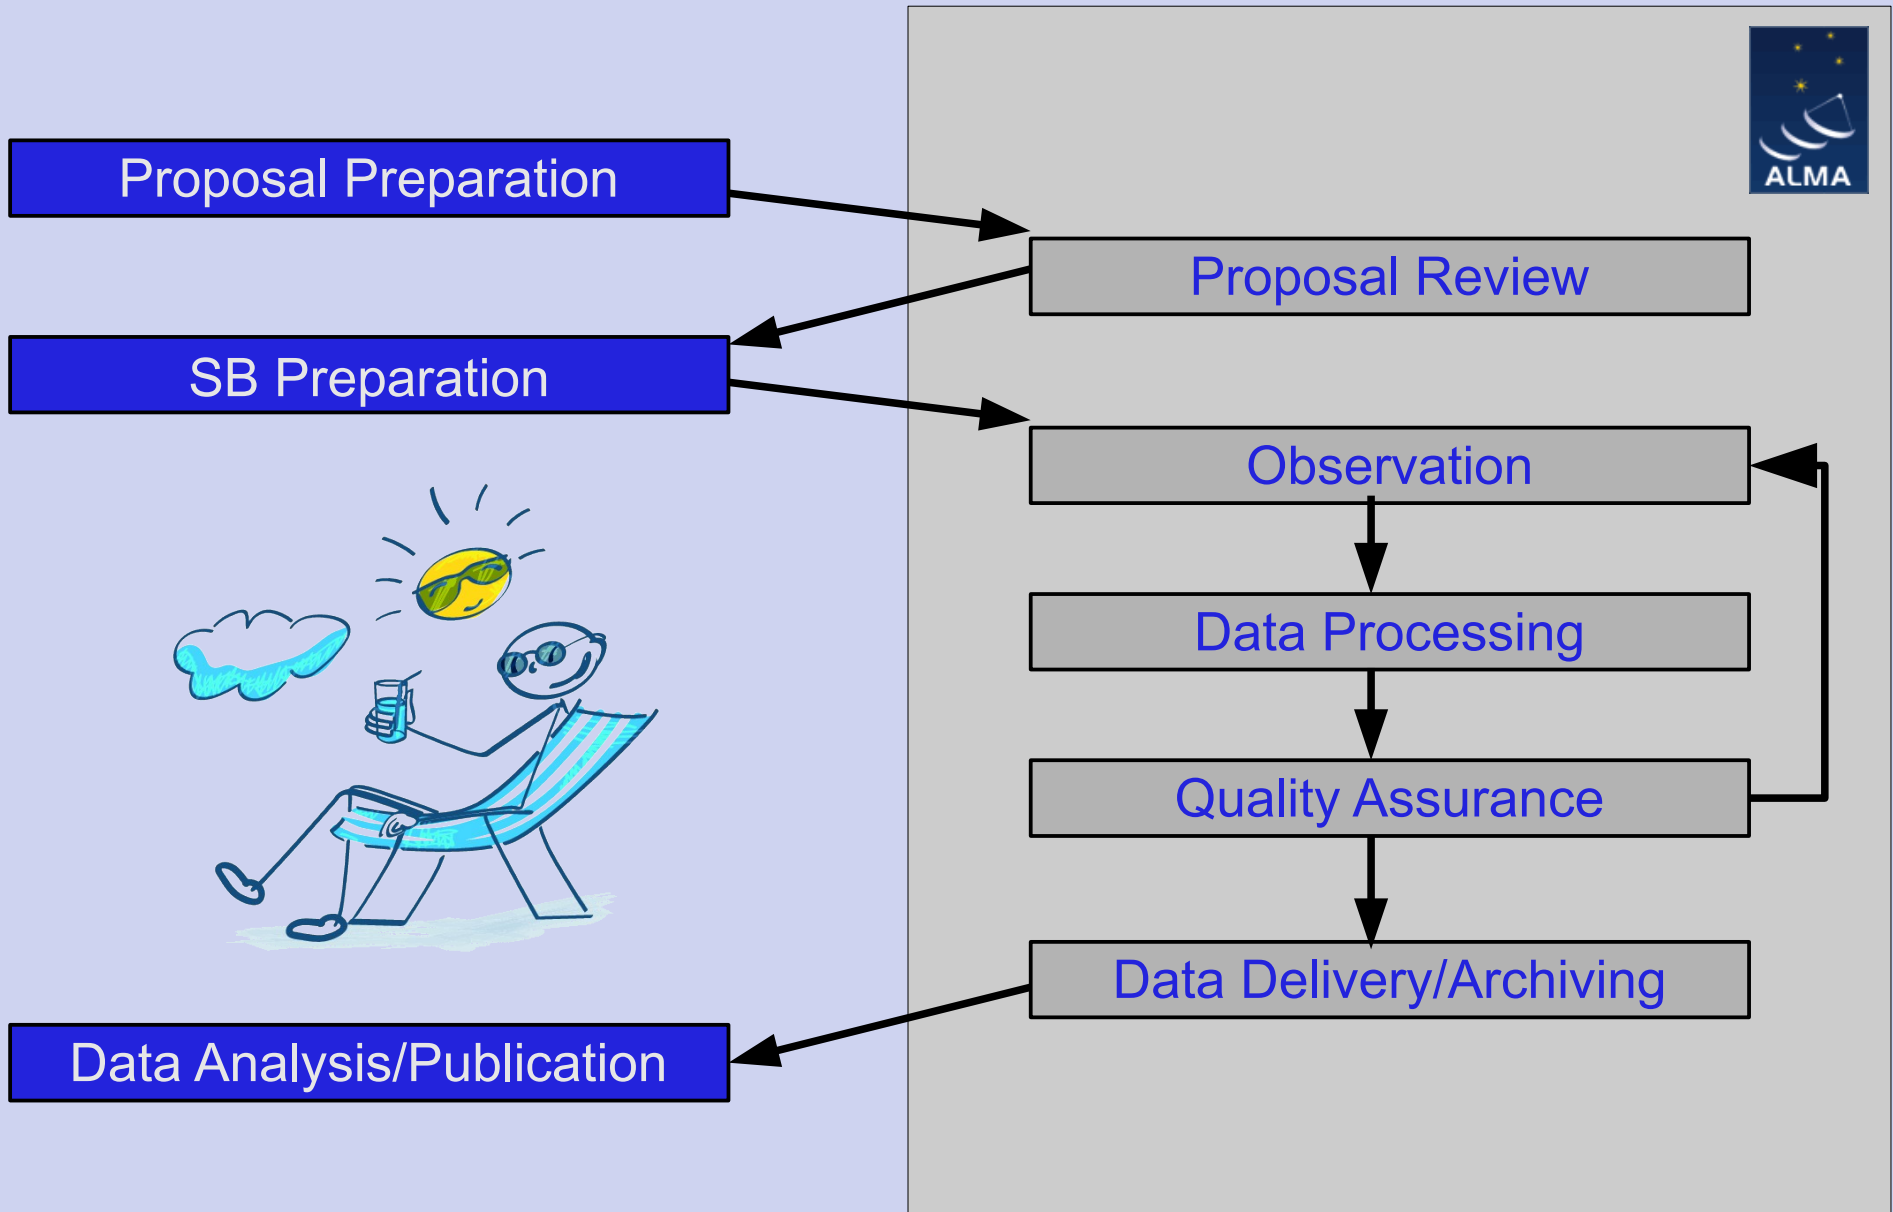 ALMA
Proposal Preparation
Proposal Review
SB Preparation
Observation
Data Processing
Quality Assurance
Data Delivery/Archiving
Data Analysis/Publication